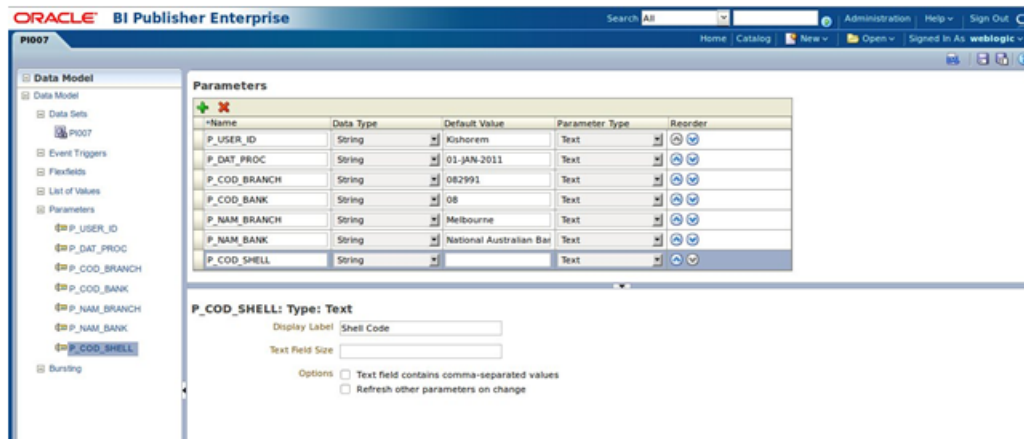 ORACLE BI Publisher Enterprise
Search All
Administration Help Sign Out
PI007
Home Catalog New Open Signed In As weblogic
Data Model
Data Model
Data Sets
PI007
Event Triggers
Flexfields
List of Values
Parameters
P_USER_ID
P_DAT_PROC
P_COD_BRANCH
P_COD_BANK
P_NAM_BRANCH
P_NAM_BANK
P_COD_SHELL
Bursting
Parameters
*Name Data Type Default Value Parameter Type Reorder
P_USER_ID String Kishorem Text
P_DAT_PROC String 01-JAN-2011 Text
P_COD_BRANCH String 082991 Text
P_COD_BANK String 08 Text
P_NAM_BRANCH String Melbourne Text
P_NAM_BANK String National Australian Bar Text
P_COD_SHELL String Text
P_COD_SHELL: Type: Text
Display Label Shell Code
Text Field Size
Options Text field contains comma-separated values
Refresh other parameters on change